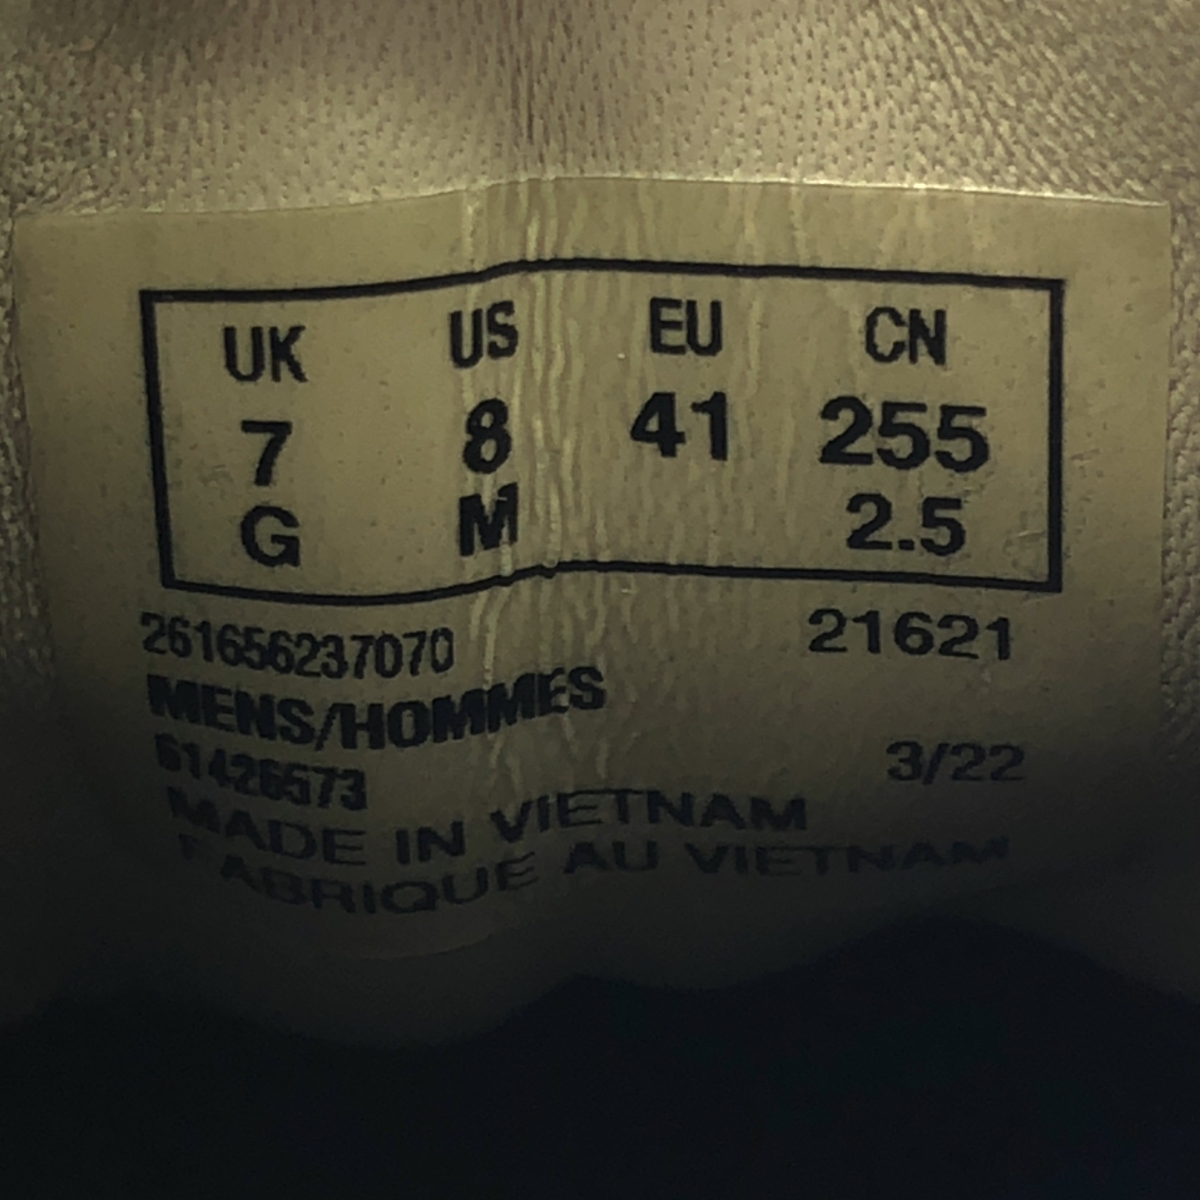 UK US EU CN
7 8 41 255
G M 2.5
261656237070 21621
MENS/HOMMES
61426573 3/22
MADE IN VIETNAM
FABRIQUE AU VIETNAM